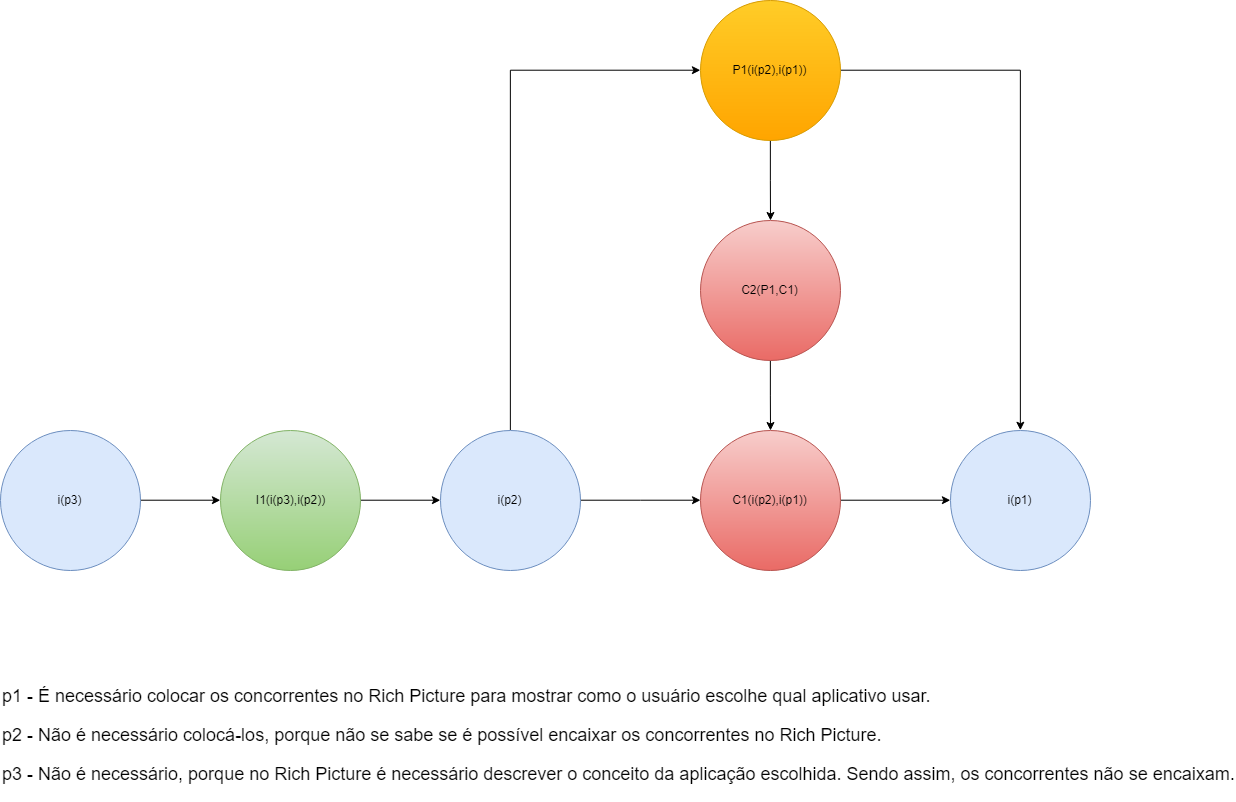 P1(i(p2),i(p1))
C2(P1,C1)
i(p3)
I1(i(p3),i(p2))
i(p2)
C1(i(p2),i(p1))
i(p1)
p1 - É necessário colocar os concorrentes no Rich Picture para mostrar como o usuário escolhe qual aplicativo usar.
p2 - Não é necessário colocá-los, porque não se sabe se é possível encaixar os concorrentes no Rich Picture.
p3 - Não é necessário, porque no Rich Picture é necessário descrever o conceito da aplicação escolhida. Sendo assim, os concorrentes não se encaixam.